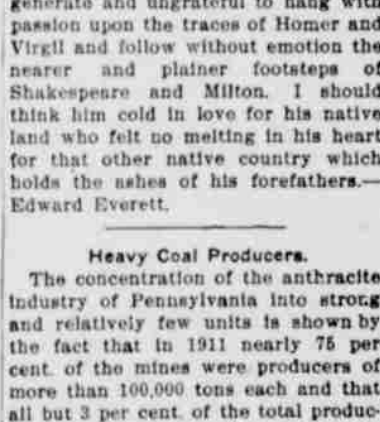 generate and ungrateful to hang with
passion upon the traces of Homer and
Virgil and follow without emotion the
nearer and plainer footsteps of
Shakespeare and Milton. I should
think him cold in love for his native
land who felt no melting in his heart
for that other native country which
holds the ashes of his forefathers.—
Edward Everett.
Heavy Coal Producers.
The concentration of the anthracite
industry of Pennsylvania into strong
and relatively few units is shown by
the fact that in 1911 nearly 75 per
cent. of the mines were producers of
more than 100,000 tons each and that
all but 3 per cent. of the total produc-